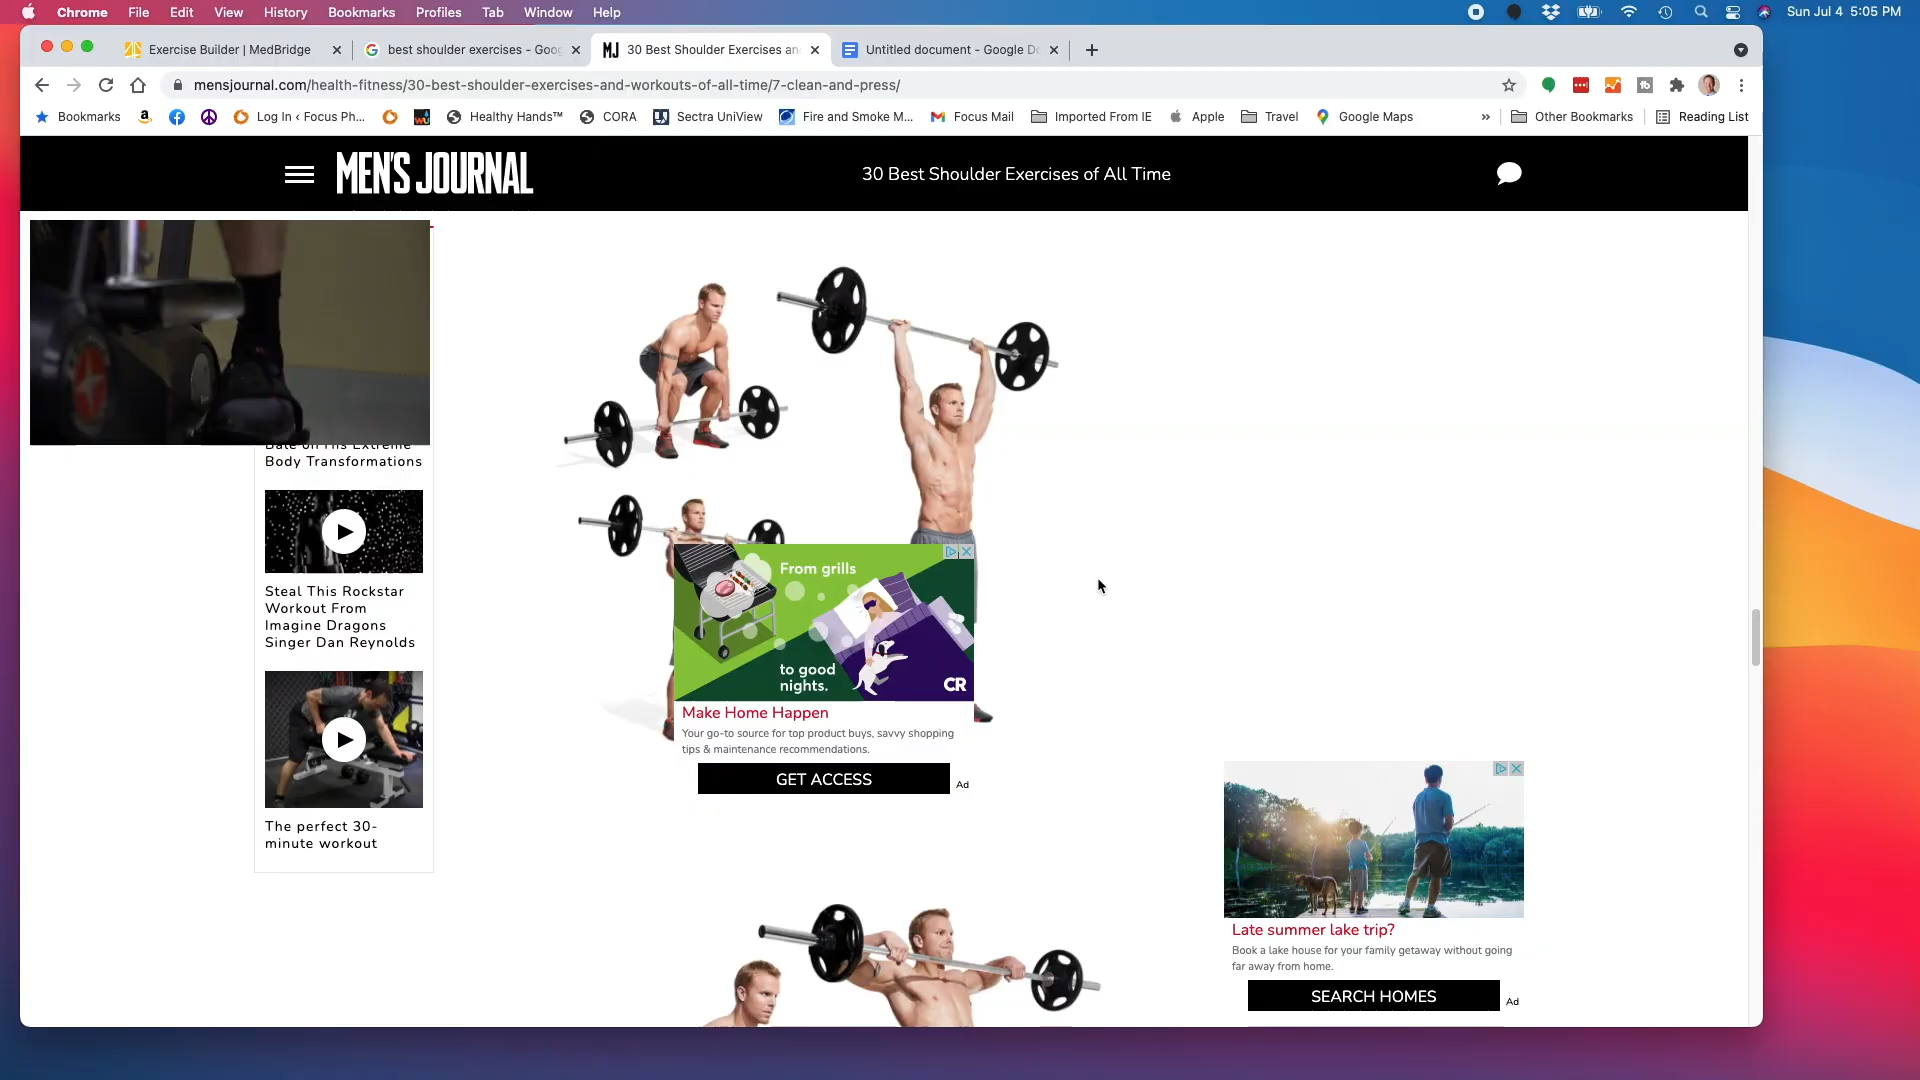 Chrome File Edit View History Bookmarks Profiles Tab Window Help
Sun Jul 4 5:05 PM
Exercise Builder | MedBridge
best shoulder exercises - Goog
30 Best Shoulder Exercises an
Untitled document - Google Do
mensjournal.com/health-fitness/30-best-shoulder-exercises-and-workouts-of-all-time/7-clean-and-press/
Bookmarks
Log In ‹ Focus Ph...
Healthy Hands™
CORA
Sectra UniView
Fire and Smoke M...
Focus Mail
Imported From IE
Apple
Travel
Google Maps
»
Other Bookmarks
Reading List
MEN'S JOURNAL
30 Best Shoulder Exercises of All Time
Bale on His Extreme
Body Transformations
Steal This Rockstar
Workout From
Imagine Dragons
Singer Dan Reynolds
The perfect 30-
minute workout
From grills
to good
nights.
CR
Make Home Happen
Your go-to source for top product buys, savvy shopping
tips & maintenance recommendations.
GET ACCESS
Ad
Late summer lake trip?
Book a lake house for your family getaway without going
far away from home.
SEARCH HOMES
Ad